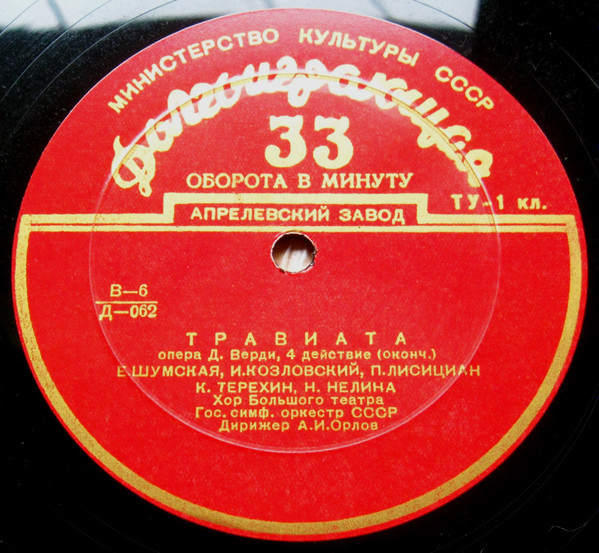 МИНИСТЕРСТВО КУЛЬТУРЫ СССР
Долгоиграющая
33
ОБОРОТА В МИНУТУ
ТУ-1 кл.
АПРЕЛЕВСКИЙ ЗАВОД
В—6
Д—062
ТРАВИАТА
опера Д. Верди, 4 действие (оконч.)
Е.ШУМСКАЯ, И.КОЗЛОВСКИЙ, П.ЛИСИЦИАН
К. ТЕРЕХИН, Н. НЕЛИНА
Хор Большого театра
Гос. симф. оркестр СССР
Дирижер А.И.Орлов